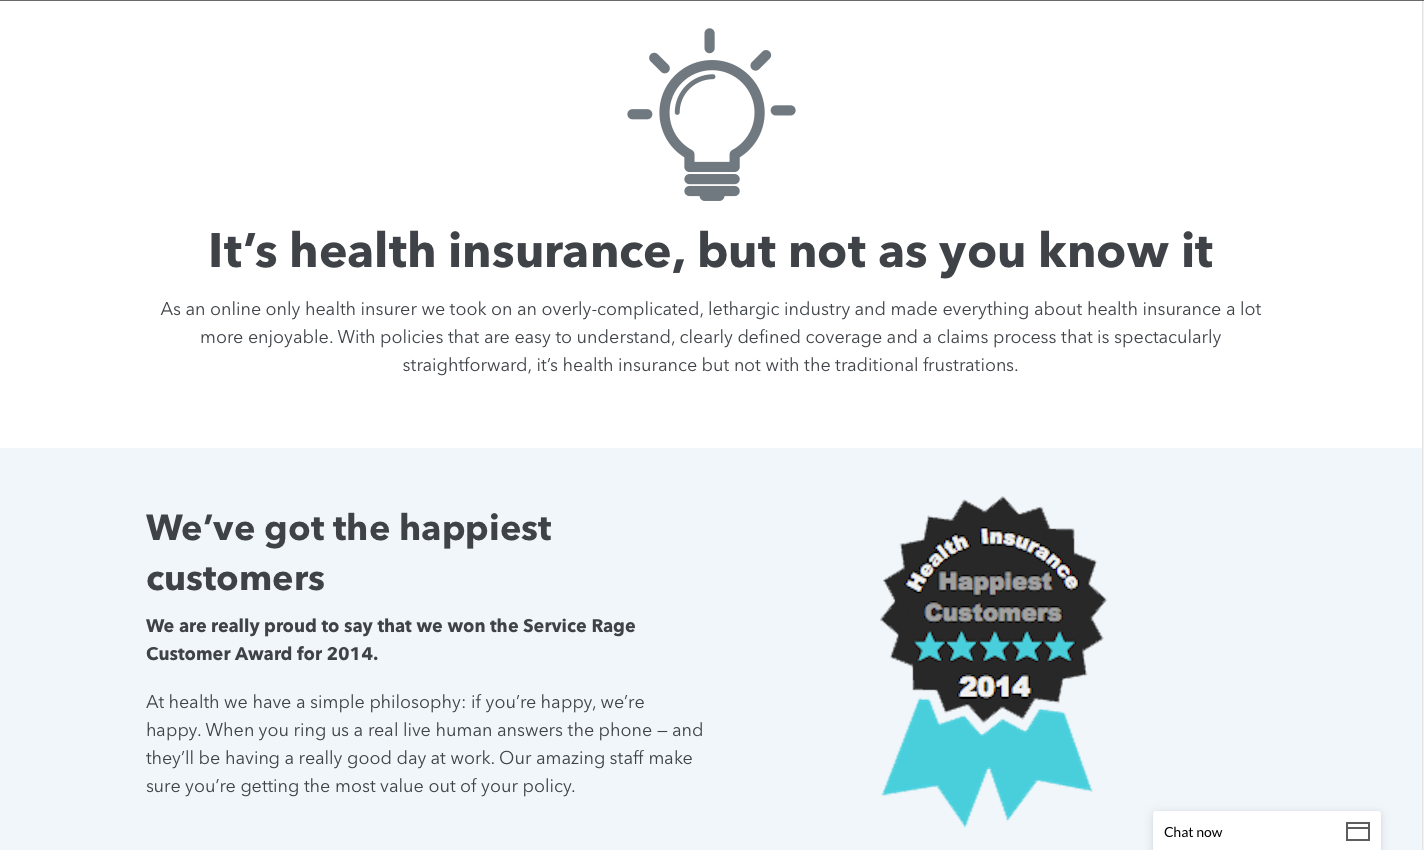 It’s health insurance, but not as you know it
As an online only health insurer we took on an overly-complicated, lethargic industry and made everything about health insurance a lot
more enjoyable. With policies that are easy to understand, clearly defined coverage and a claims process that is spectacularly
straightforward, it’s health insurance but not with the traditional frustrations.
We’ve got the happiest
customers
We are really proud to say that we won the Service Rage
Customer Award for 2014.
At health we have a simple philosophy: if you’re happy, we’re
happy. When you ring us a real live human answers the phone – and
they’ll be having a really good day at work. Our amazing staff make
sure you’re getting the most value out of your policy.
Health Insurance
Happiest
Customers
2014
Chat now